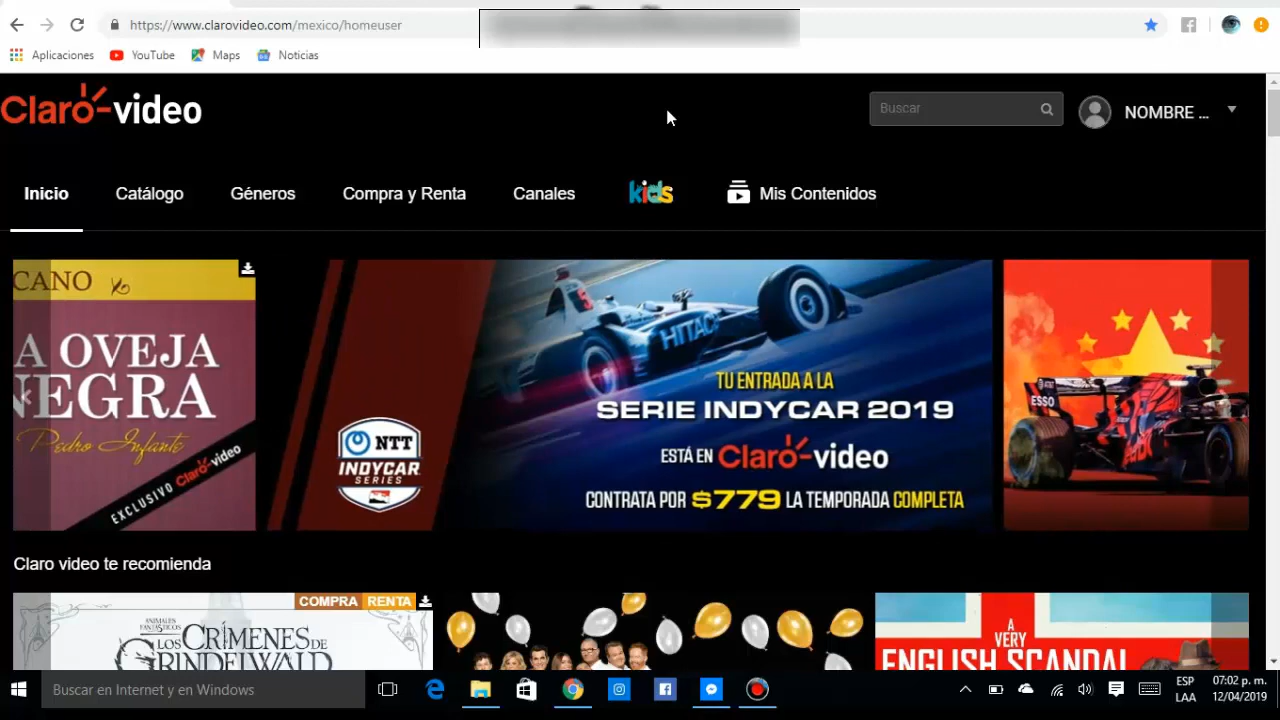 https://www.clarovideo.com/mexico/homeuser
Aplicaciones YouTube Maps Noticias
Claro-video
Buscar
NOMBRE ...
Inicio Catálogo Géneros Compra y Renta Canales kids Mis Contenidos
CANO
A OVEJA
NEGRA
Pedro Infante
EXCLUSIVO Claro-video
5
HITACHI
NTT
INDYCAR
SERIES
TU ENTRADA A LA
SERIE INDYCAR 2019
ESTÁ EN Claro-video
CONTRATA POR $779 LA TEMPORADA COMPLETA
ESSO
Claro video te recomienda
COMPRA RENTA
ANIMALES
FANTÁSTICOS
LOS CRÍMENES DE
GRINDELWALD
A
VERY
ENGLISH SCANDAL
Buscar en Internet y en Windows
ESP
LAA
07:02 p. m.
12/04/2019